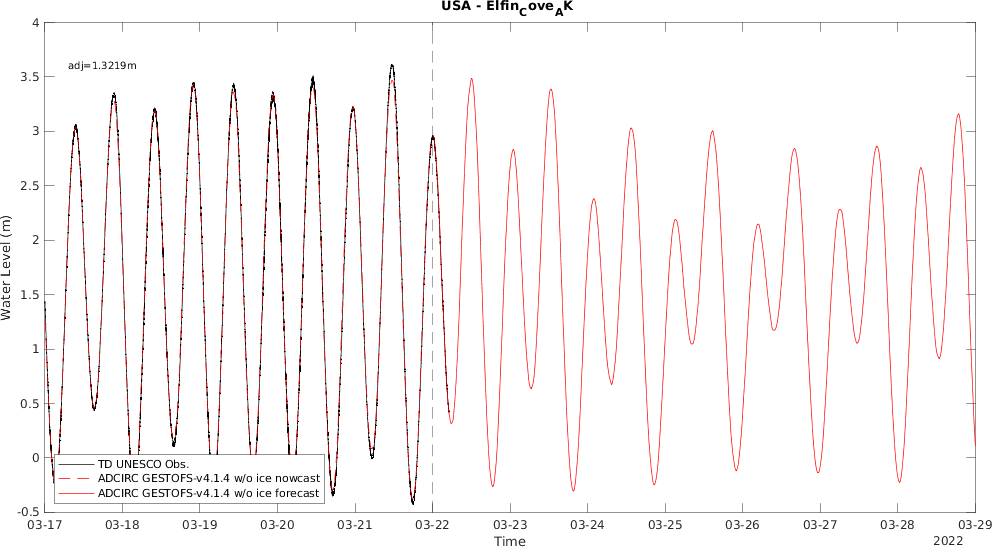 USA - ElfinCoveAK
adj=1.3219m
4
3.5
3
2.5
2
1.5
1
0.5
0
-0.5
Water Level (m)
TD UNESCO Obs.
ADCIRC GESTOFS-v4.1.4 w/o ice nowcast
ADCIRC GESTOFS-v4.1.4 w/o ice forecast
03-17 03-18 03-19 03-20 03-21 03-22 03-23 03-24 03-25 03-26 03-27 03-28 03-29
Time
2022